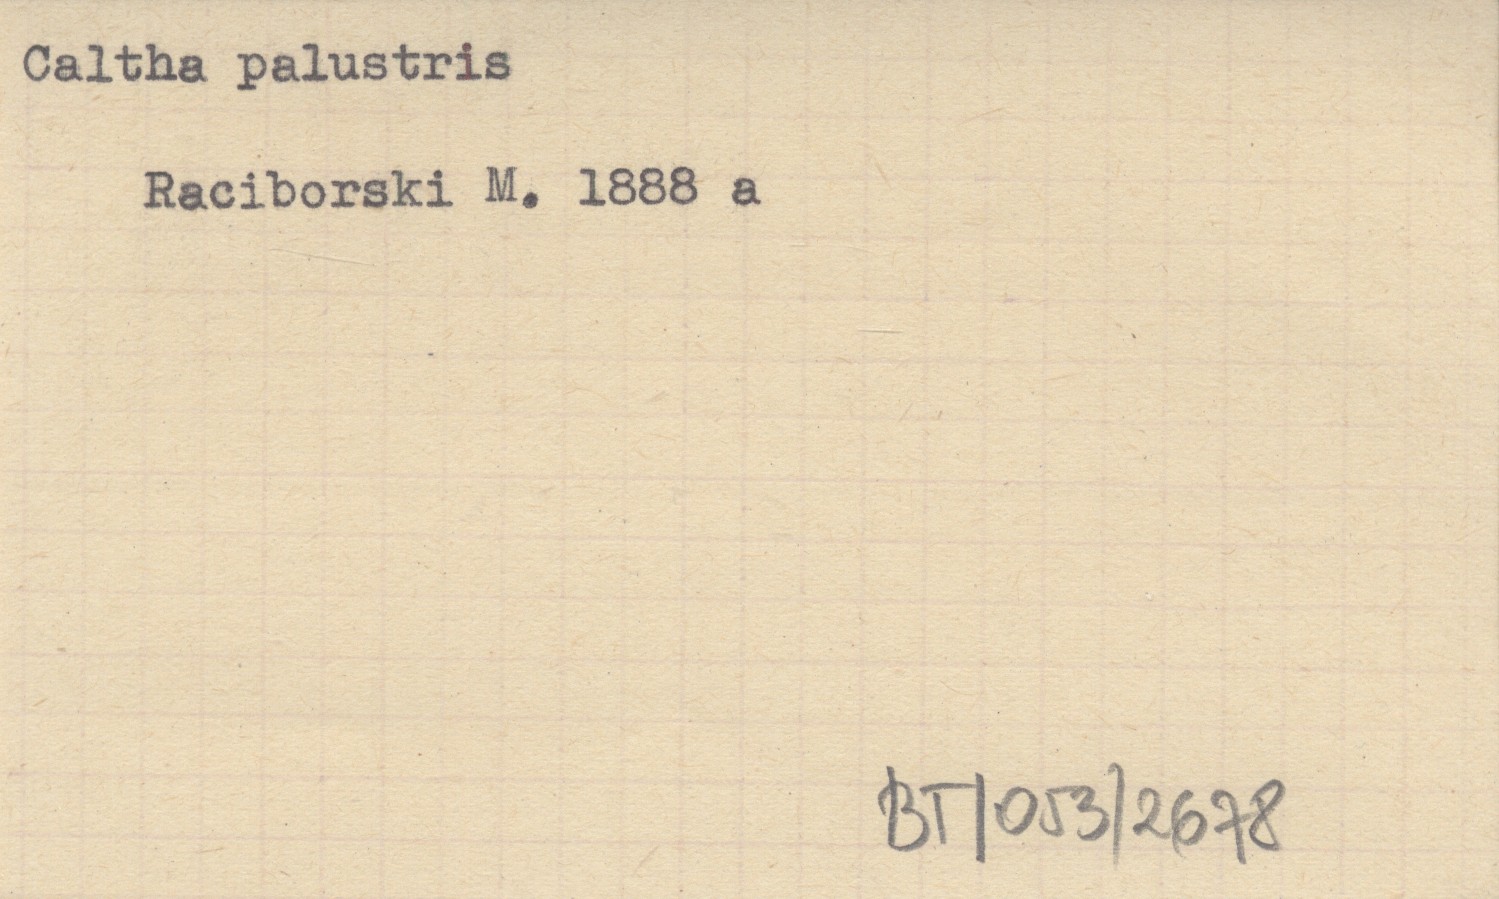 Caltha palustris
Raciborski M. 1888 a
BT/053/2678